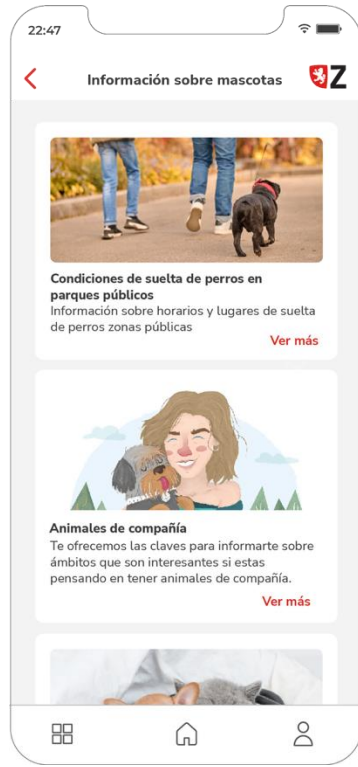 22:47
Información sobre mascotas
Z
Condiciones de suelta de perros en
parques públicos
Información sobre horarios y lugares de suelta
de perros zonas públicas
Ver más
Animales de compañía
Te ofrecemos las claves para informarte sobre
ámbitos que son interesantes si estas
pensando en tener animales de compañía.
Ver más